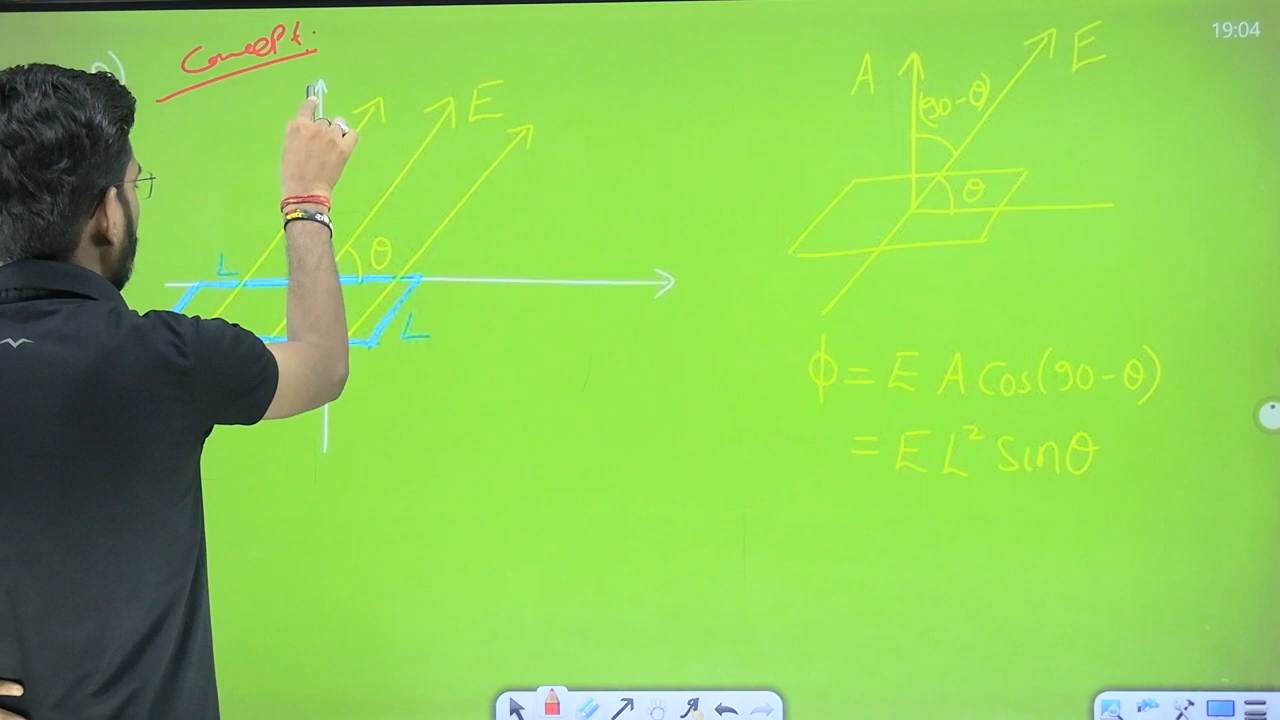 Concept.
19:04
E
θ
L
L
A
E
(90-θ)
θ
ϕ = E A Cos(90-θ)
= E L² Sinθ